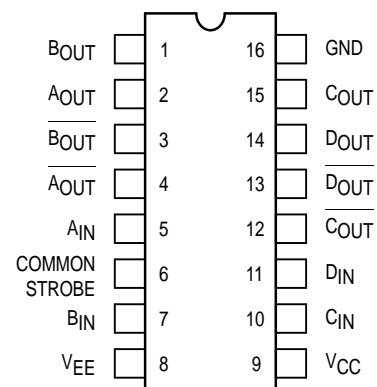 BOUT 1 16 GND
AOUT 2 15 COUT
BOUT 3 14 DOUT
AOUT 4 13 DOUT
AIN 5 12 COUT
COMMON
STROBE 6 11 DIN
BIN 7 10 CIN
VEE 8 9 VCC